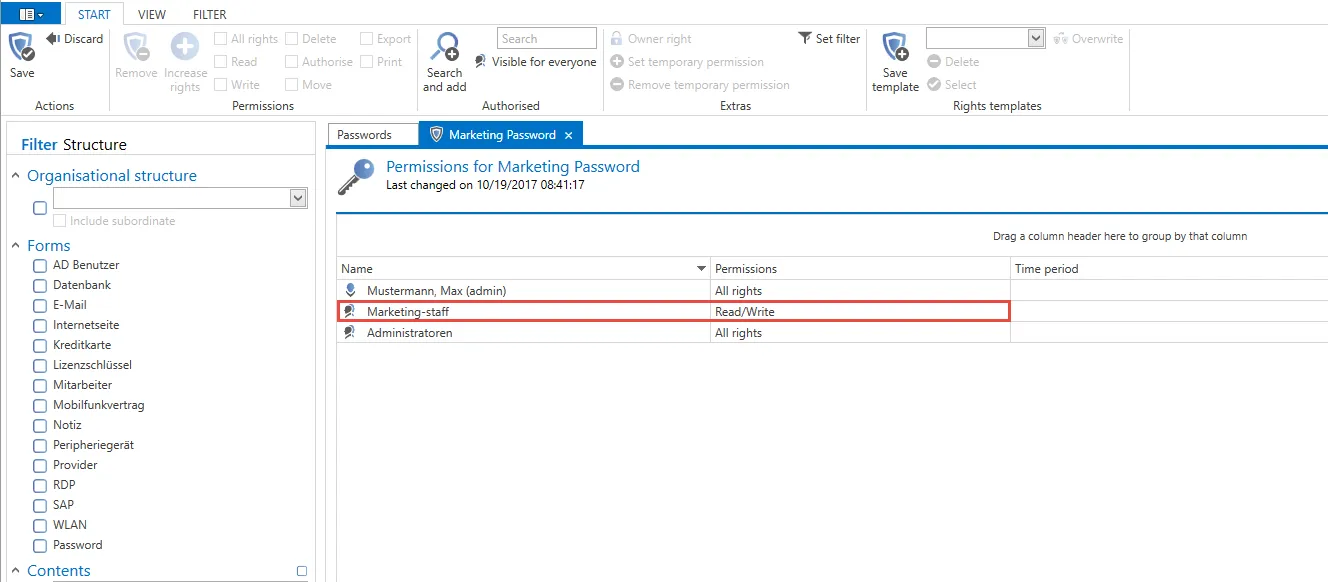 START VIEW FILTER
Save
Discard
Actions
Remove
Increase rights
All rights Delete Export
Read Authorise Print
Write Move
Permissions
Search and add
Search
Visible for everyone
Authorised
Owner right
Set temporary permission
Remove temporary permission
Set filter
Extras
Save template
Overwrite
Delete
Select
Rights templates
Filter Structure
Organisational structure
Include subordinate
Forms
AD Benutzer
Datenbank
E-Mail
Internetseite
Kreditkarte
Lizenzschlüssel
Mitarbeiter
Mobilfunkvertrag
Notiz
Peripheriegerät
Provider
RDP
SAP
WLAN
Password
Contents
Passwords Marketing Password ×
Permissions for Marketing Password
Last changed on 10/19/2017 08:41:17
Drag a column header here to group by that column
Name Permissions Time period
Mustermann, Max (admin) All rights
Marketing-staff Read/Write
Administratoren All rights